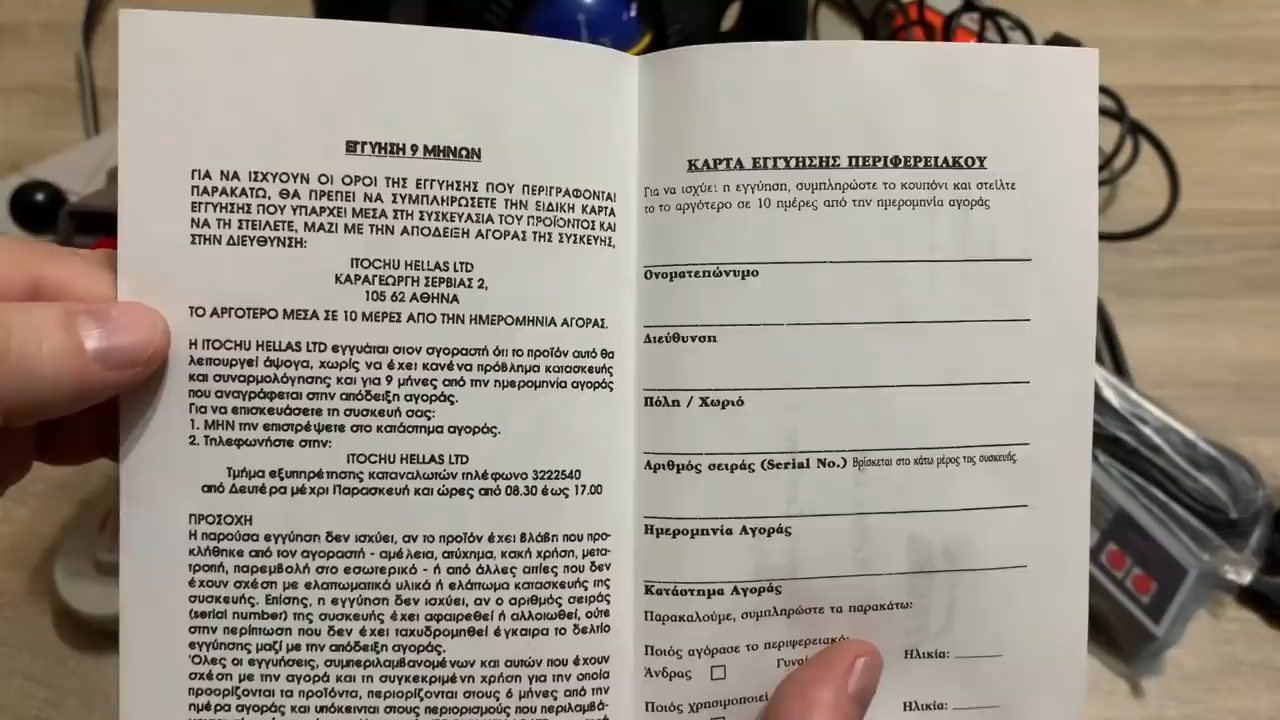 ΕΓΓΥΗΣΗ 9 ΜΗΝΩΝ
ΓΙΑ ΝΑ ΙΣΧΥΟΥΝ ΟΙ ΟΡΟΙ ΤΗΣ ΕΓΓΥΗΣΗΣ ΠΟΥ ΠΕΡΙΓΡΑΦΟΝΤΑΙ
ΠΑΡΑΚΑΤΩ, ΘΑ ΠΡΕΠΕΙ ΝΑ ΣΥΜΠΛΗΡΩΣΕΤΕ ΤΗΝ ΕΙΔΙΚΗ ΚΑΡΤΑ
ΕΓΓΥΗΣΗΣ ΠΟΥ ΥΠΑΡΧΕΙ ΜΕΣΑ ΣΤΗ ΣΥΣΚΕΥΑΣΙΑ ΤΟΥ ΠΡΟΪΟΝΤΟΣ ΚΑΙ
ΝΑ ΤΗ ΣΤΕΙΛΕΤΕ, ΜΑΖΙ ΜΕ ΤΗΝ ΑΠΟΔΕΙΞΗ ΑΓΟΡΑΣ ΤΗΣ ΣΥΣΚΕΥΗΣ,
ΣΤΗΝ ΔΙΕΥΘΥΝΣΗ:
ITOCHU HELLAS LTD
ΚΑΡΑΓΕΩΡΓΗ ΣΕΡΒΙΑΣ 2,
105 62 ΑΘΗΝΑ
ΤΟ ΑΡΓΟΤΕΡΟ ΜΕΣΑ ΣΕ 10 ΜΕΡΕΣ ΑΠΟ ΤΗΝ ΗΜΕΡΟΜΗΝΙΑ ΑΓΟΡΑΣ.
Η ITOCHU HELLAS LTD εγγυάται στον αγοραστή ότι το προϊόν αυτό θα
λειτουργεί άψογα, χωρίς να έχει κανένα πρόβλημα κατασκευής
και συναρμολόγησης και για 9 μήνες από την ημερομηνία αγοράς
που αναγράφεται στην απόδειξη αγοράς.
Για να επισκευάσετε τη συσκευή σας:
1. ΜΗΝ την επιστρέψετε στο κατάστημα αγοράς.
2. Τηλεφωνήστε στην:
ITOCHU HELLAS LTD
Τμήμα εξυπηρέτησης καταναλωτών τηλέφωνο 3222540
από Δευτέρα μέχρι Παρασκευή και ώρες από 08.30 έως 17.00
ΠΡΟΣΟΧΗ
Η παρούσα εγγύηση δεν ισχύει, αν το προϊόν έχει βλάβη που προ-
κλήθηκε από τον αγοραστή - αμέλεια, ατύχημα, κακή χρήση, μετα-
τροπή, παρεμβολή στο εσωτερικό - ή από άλλες αιτίες που δεν
έχουν σχέση με ελαττωματικά υλικά ή ελάττωμα κατασκευής της
συσκευής. Επίσης, η εγγύηση δεν ισχύει, αν ο αριθμός σειράς
(serial number) της συσκευής έχει αφαιρεθεί ή αλλοιωθεί, ούτε
στην περίπτωση που δεν έχει ταχυδρομηθεί έγκαιρα το δελτίο
εγγύησης μαζί με την απόδειξη αγοράς.
Όλες οι εγγυήσεις, συμπεριλαμβανομένων και αυτών που έχουν
σχέση με την αγορά και τη συγκεκριμένη χρήση για την οποία
προορίζονται τα προϊόντα, περιορίζονται στους 6 μήνες από την
ημέρα αγοράς και υπόκεινται στους περιορισμούς που περιλαμβά-
ΚΑΡΤΑ ΕΓΓΥΗΣΗΣ ΠΕΡΙΦΕΡΕΙΑΚΟΥ
Για να ισχύει η εγγύηση, συμπληρώστε το κουπόνι και στείλτε
το το αργότερο σε 10 ημέρες από την ημερομηνία αγοράς
Ονοματεπώνυμο
Διεύθυνση
Πόλη / Χωριό
Αριθμός σειράς (Serial No.) Βρίσκεται στο κάτω μέρος της συσκευής.
Ημερομηνία Αγοράς
Κατάστημα Αγοράς
Παρακαλούμε, συμπληρώστε τα παρακάτω:
Ποιός αγόρασε το περιφερειακό:
Άνδρας Ηλικία:
Ποιός Ηλικία: